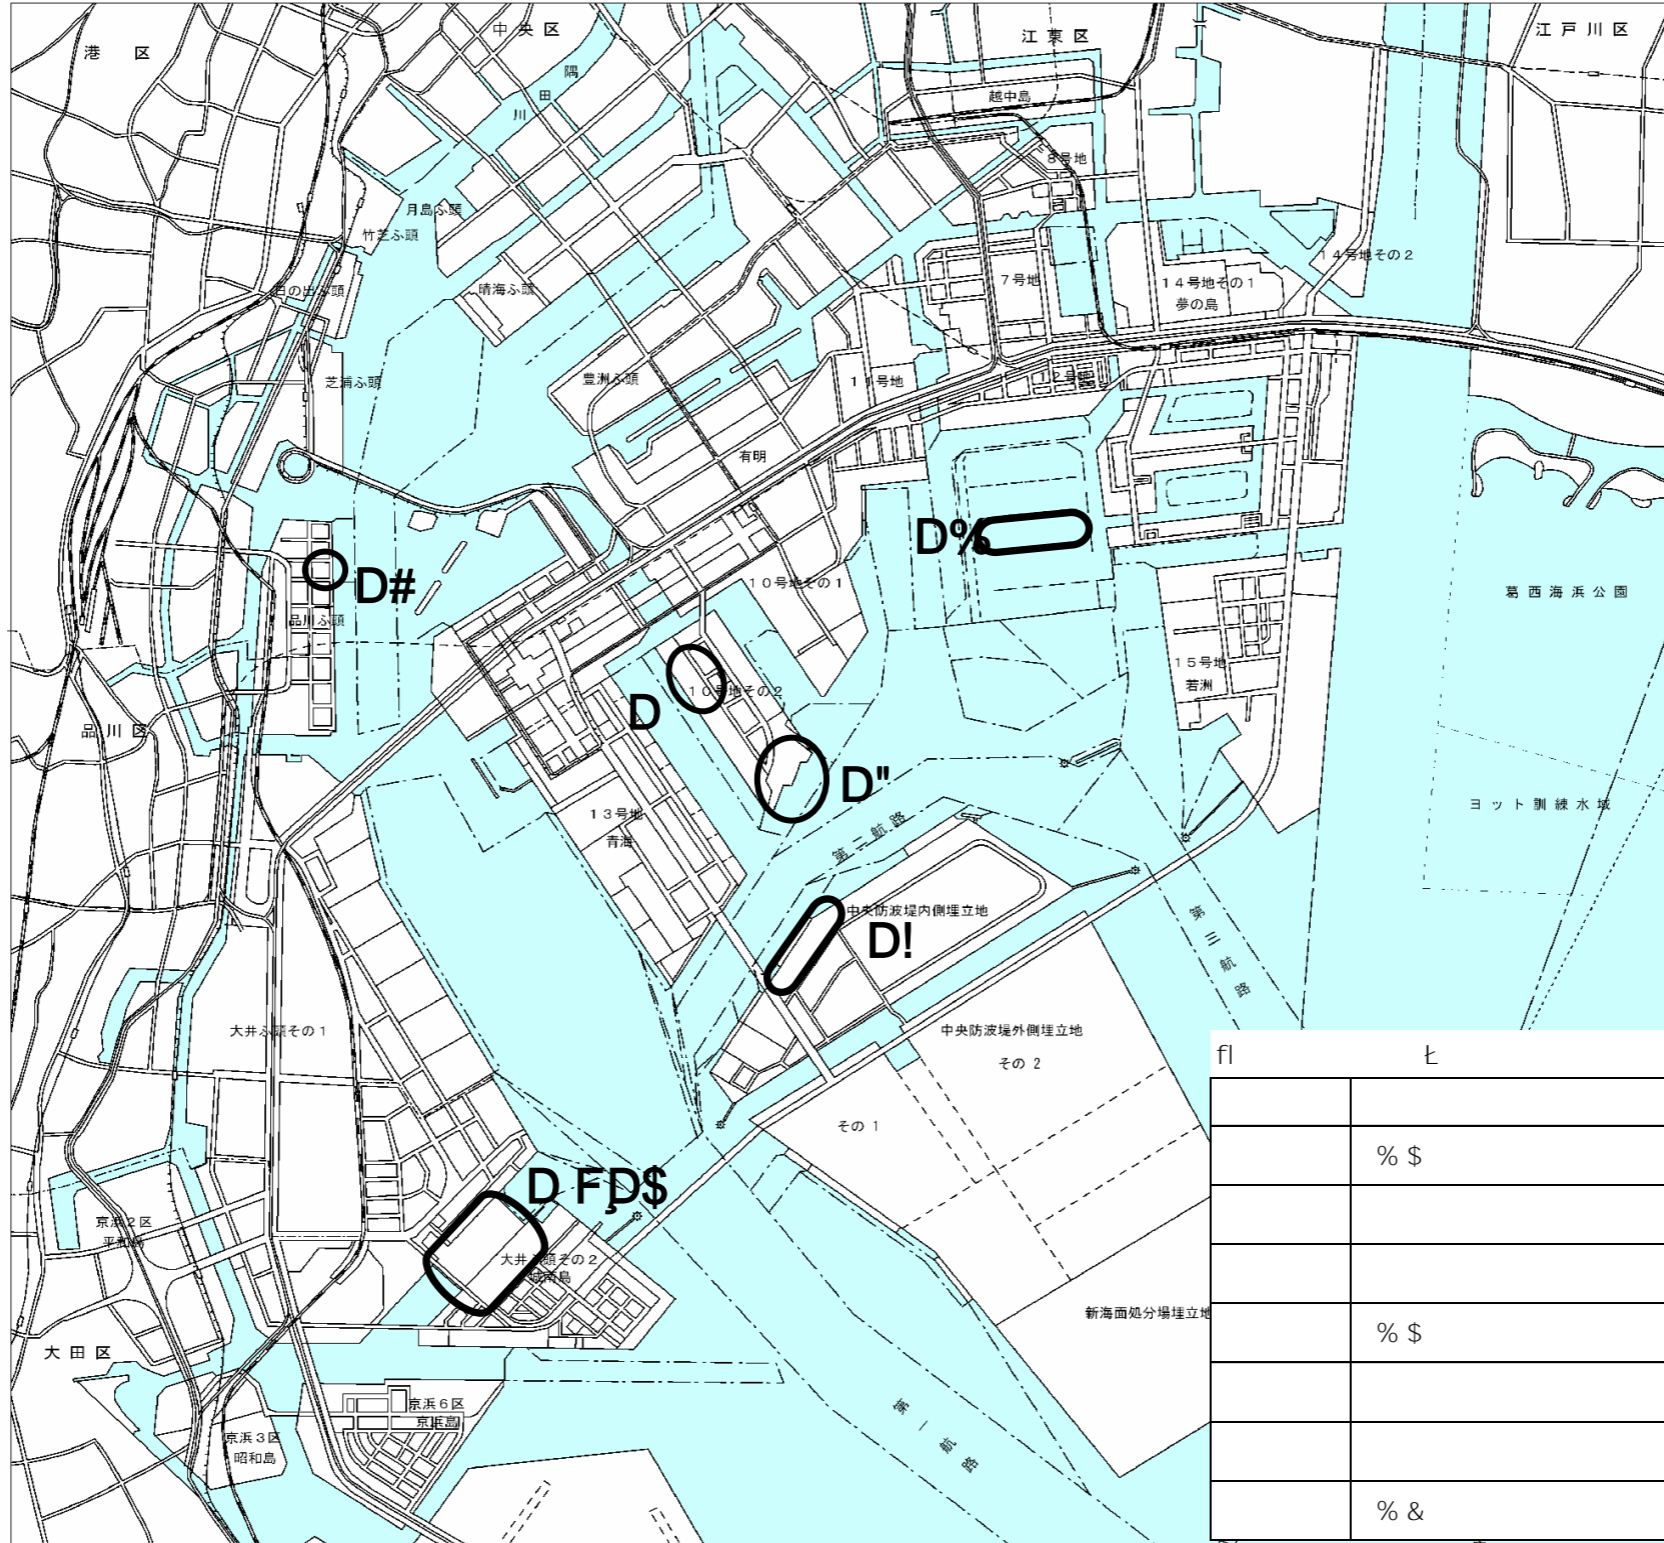 港 区
中央区
江東区
江戸川区
隅
田
川
越中島
8号地
月島ふ頭
竹芝ふ頭
14号地その2
日の出ふ頭
晴海ふ頭
7号地
14号地その1
夢の島
芝浦ふ頭
豊洲ふ頭
11号地
2号地
有明
D%
D#
10号地その1
葛西海浜公園
品川ふ頭
15号地
若洲
10号地その2
D
品川区
D"
ヨット訓練水域
13号地
青海
第二航路
中央防波堤内側埋立地
D!
第三航路
大井ふ頭その1
中央防波堤外側埋立地
その 2
その 1
fl Ł
% $
D F̧D$
京浜2区
平和島
大井ふ頭その2
城南島
新海面処分場埋立地
% $
大田区
京浜6区
京浜島
第一航路
京浜3区
昭和島
% &